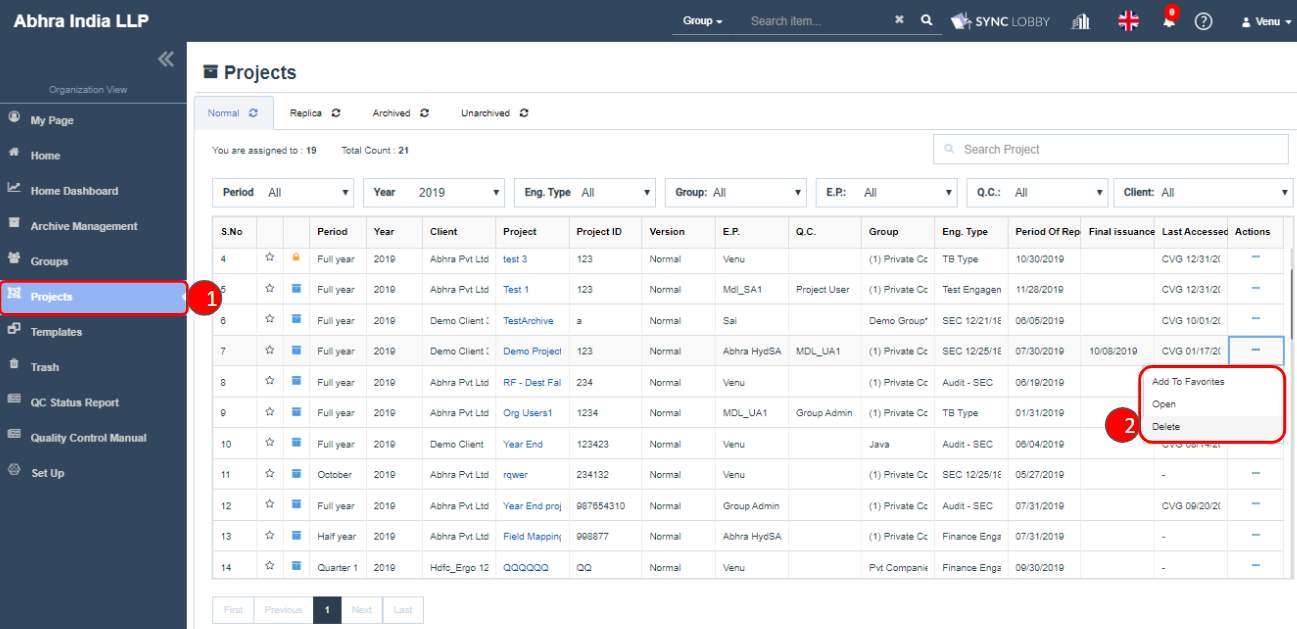 Abhra India LLP
Group Search item... SYNC LOBBY 0 Venu
Organization View
My Page
Home
Home Dashboard
Archive Management
Groups
Projects
Templates
Trash
QC Status Report
Quality Control Manual
Set Up
1
Projects
Normal Replica Archived Unarchived
You are assigned to : 19 Total Count : 21 Search Project
Period All Year 2019 Eng. Type All Group: All E.P.: All Q.C.: All Client: All
S.No Period Year Client Project Project ID Version E.P. Q.C. Group Eng. Type Period Of Rep Final issuance Last Accessed Actions
4 Full year 2019 Abhra Pvt Ltd test 3 123 Normal Venu (1) Private Cc TB Type 10/30/2019 CVG 12/31/20
5 Full year 2019 Abhra Pvt Ltd Test 1 123 Normal Mdl_SA1 Project User (1) Private Cc Test Engagen 11/28/2019 CVG 12/31/20
6 Full year 2019 Demo Client TestArchive a Normal Sai Demo Group* SEC 12/21/18 06/05/2019 CVG 10/01/20
7 Full year 2019 Demo Client Demo Project 123 Normal Abhra HydSA MDL_UA1 (1) Private Cc SEC 12/25/18 07/30/2019 10/08/2019 CVG 01/17/20
8 Full year 2019 Abhra Pvt Ltd RF - Dest Fal 234 Normal Venu (1) Private Cc Audit - SEC 06/19/2019
9 Full year 2019 Abhra Pvt Ltd Org Users1 1234 Normal MDL_UA1 Group Admin (1) Private Cc TB Type 01/31/2019
10 Full year 2019 Demo Client Year End 123423 Normal Venu Java Audit - SEC 06/04/2019
11 October 2019 Abhra Pvt Ltd rqwer 234132 Normal Venu (1) Private Cc SEC 12/25/18 05/27/2019 -
12 Full year 2019 Abhra Pvt Ltd Year End proj 987654310 Normal Group Admin (1) Private Cc Audit - SEC 07/31/2019 CVG 09/20/20
13 Half year 2019 Abhra Pvt Ltd Field Mapping 998877 Normal Abhra HydSA (1) Private Cc Finance Enga 07/31/2019 -
14 Quarter 1 2019 Hdfc_Ergo 12 QQQQQQ QQ Normal Venu Pvt Companie Finance Enga 09/30/2019 -
Add To Favorites
Open
Delete
2
First Previous 1 Next Last